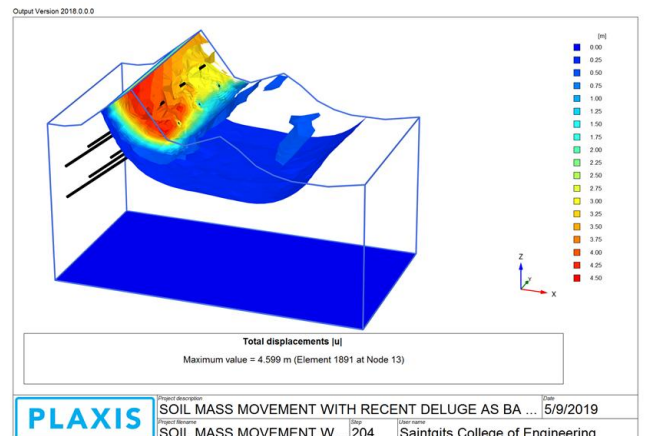 Output Version 2018.0.0.0
[m]
0.00
0.25
0.50
0.75
1.00
1.25
1.50
1.75
2.00
2.25
2.50
2.75
3.00
3.25
3.50
3.75
4.00
4.25
4.50
Z
Y
X
Total displacements |u|
Maximum value = 4.599 m (Element 1891 at Node 13)
PLAXIS
Project description
SOIL MASS MOVEMENT WITH RECENT DELUGE AS BA ...
Date
5/9/2019
Project filename
SOIL MASS MOVEMENT W...
Step
204
User name
Saintgits College of Engineering